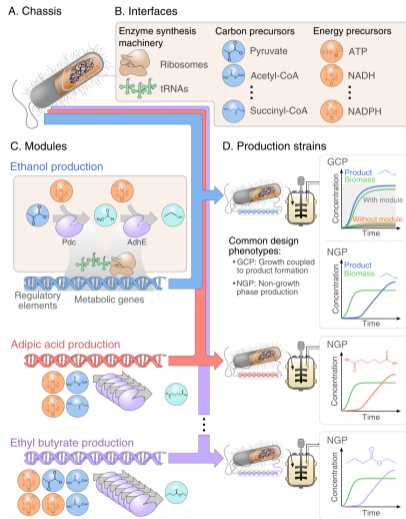 A. Chassis
B. Interfaces
Enzyme synthesis
machinery
Ribosomes
tRNAs
Carbon precursors
Pyruvate
Acetyl-CoA
Succinyl-CoA
Energy precursors
ATP
NADH
NADPH
C. Modules
Ethanol production
Pdc
AdhE
Regulatory
elements
Metabolic genes
Adipic acid production
Ethyl butyrate production
D. Production strains
Common design
phenotypes:
• GCP: Growth coupled
to product formation
• NGP: Non-growth
phase production
GCP
Concentration
Product
Biomass
With module
Without module
Time
NGP
Concentration
Product
Biomass
Time
NGP
Concentration
Time
NGP
Concentration
Time